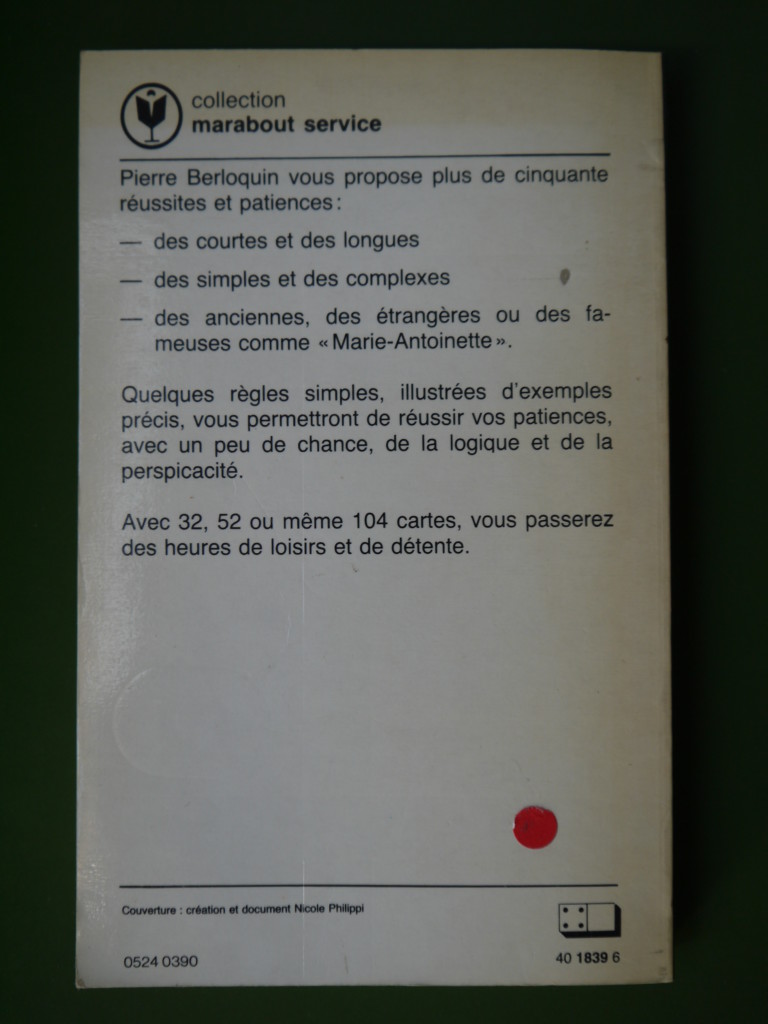 collection
marabout service
Pierre Berloquin vous propose plus de cinquante
réussites et patiences :
— des courtes et des longues
— des simples et des complexes
— des anciennes, des étrangères ou des fa-
meuses comme « Marie-Antoinette ».
Quelques règles simples, illustrées d'exemples
précis, vous permettront de réussir vos patiences,
avec un peu de chance, de la logique et de la
perspicacité.
Avec 32, 52 ou même 104 cartes, vous passerez
des heures de loisirs et de détente.
Couverture : création et document Nicole Philippi
0524 0390
40 1839 6